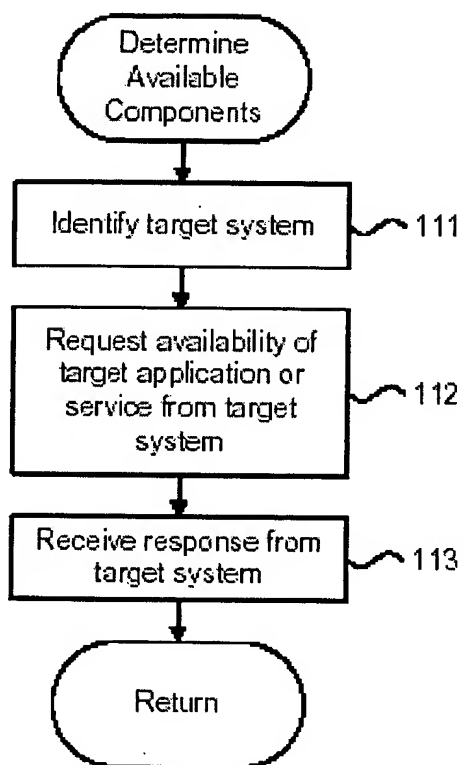 Determine
Available
Components
Identify target system
111
Request availability of
target application or
service from target
system
112
Receive response from
target system
113
Return